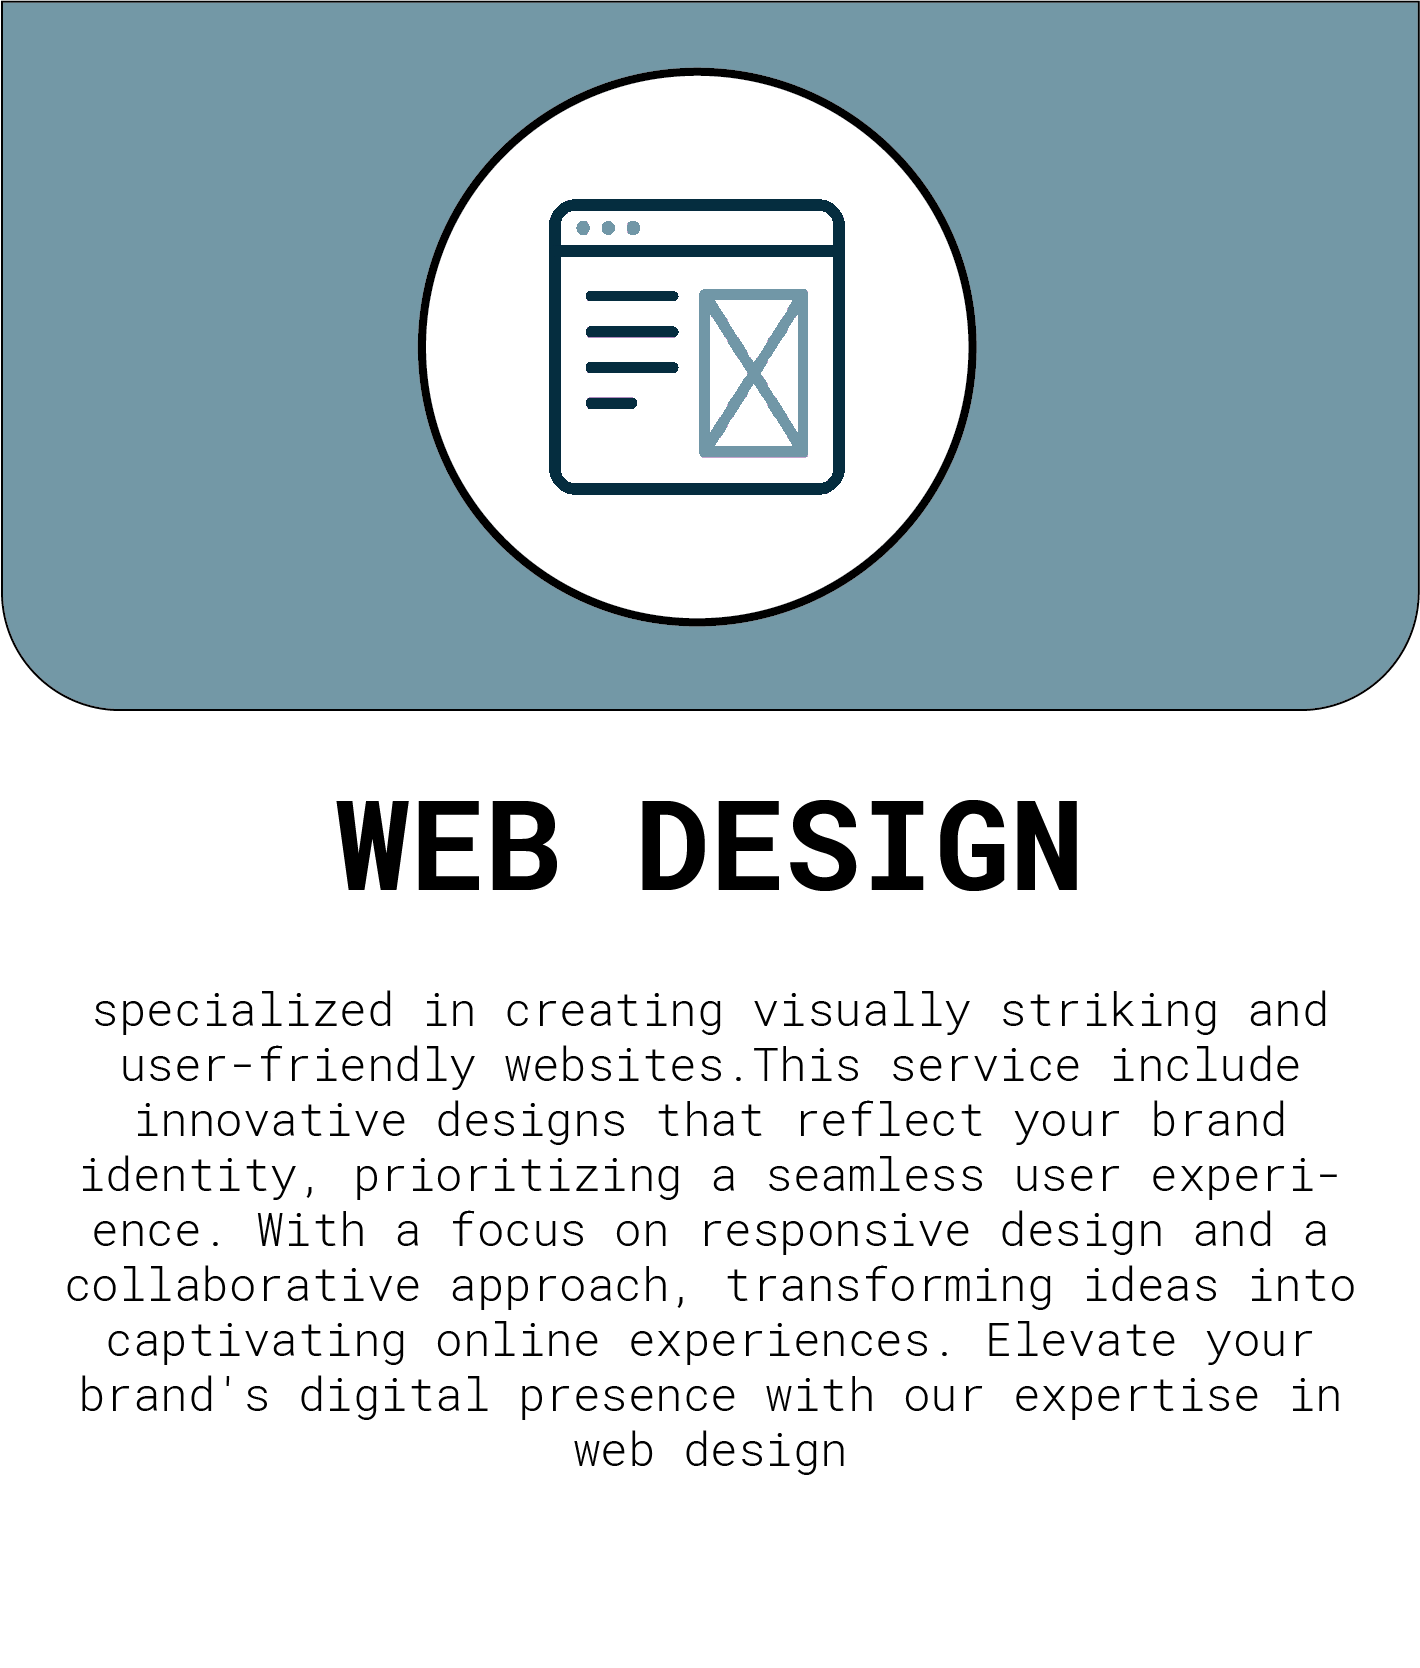 WEB DESIGN
specialized in creating visually striking and
user-friendly websites.This service include
innovative designs that reflect your brand
identity, prioritizing a seamless user experi-
ence. With a focus on responsive design and a
collaborative approach, transforming ideas into
captivating online experiences. Elevate your
brand's digital presence with our expertise in
web design